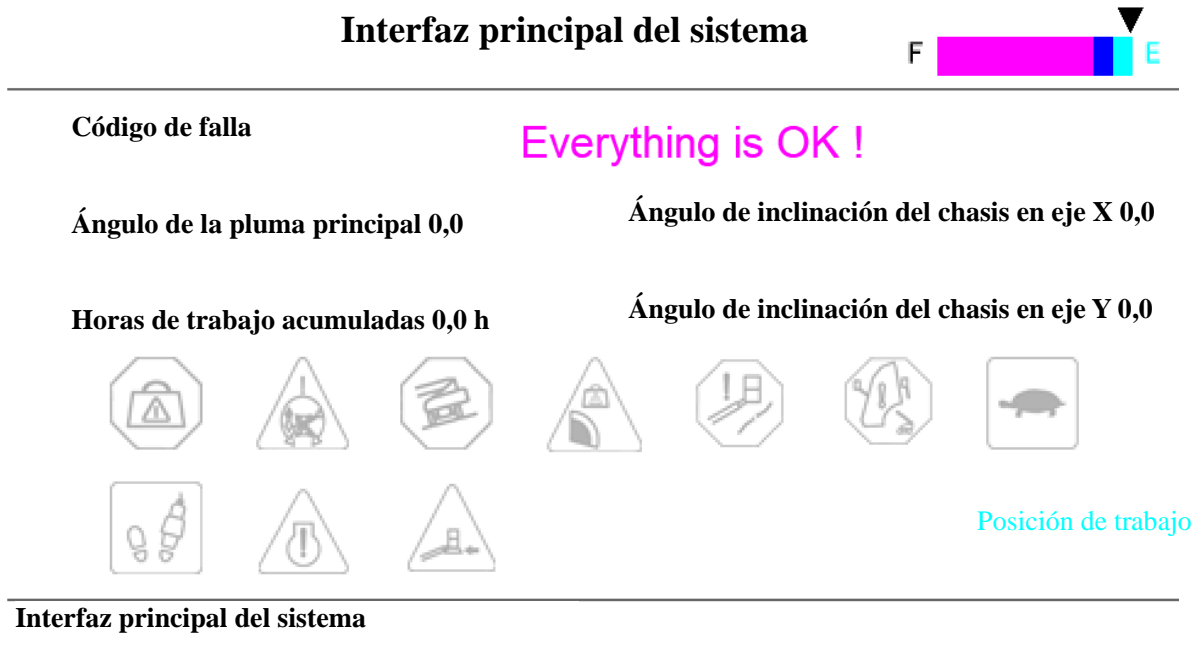 Interfaz principal del sistema
F E
Código de falla
Everything is OK !
Ángulo de la pluma principal 0,0
Ángulo de inclinación del chasis en eje X 0,0
Horas de trabajo acumuladas 0,0 h
Ángulo de inclinación del chasis en eje Y 0,0
Posición de trabajo
Interfaz principal del sistema